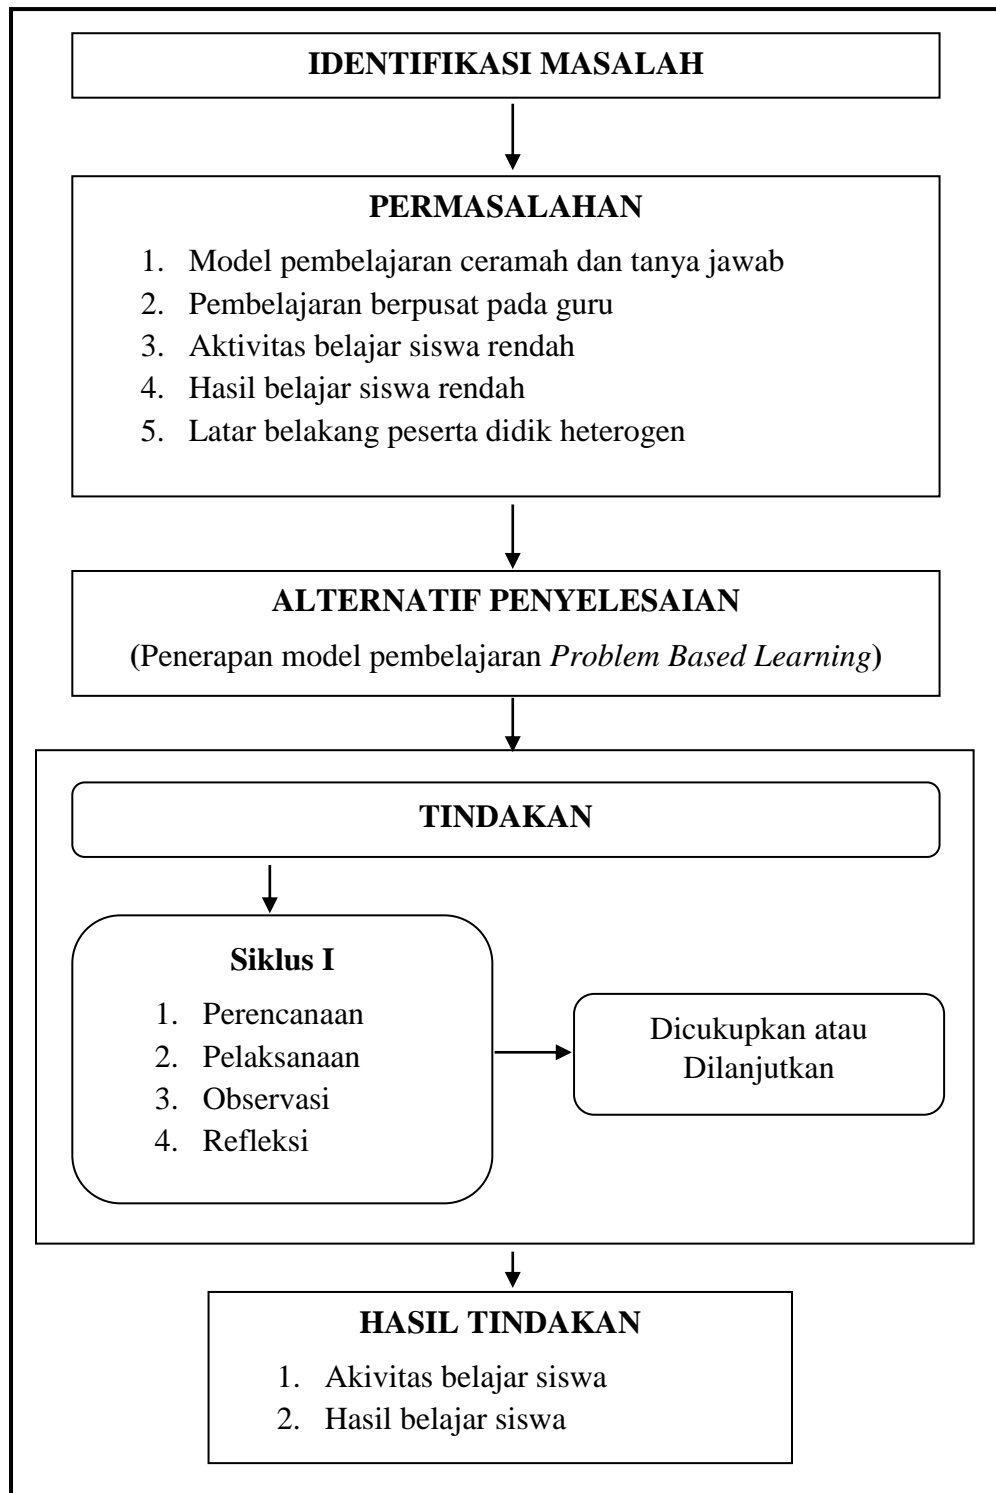 IDENTIFIKASI MASALAH
PERMASALAHAN
1. Model pembelajaran ceramah dan tanya jawab
2. Pembelajaran berpusat pada guru
3. Aktivitas belajar siswa rendah
4. Hasil belajar siswa rendah
5. Latar belakang peserta didik heterogen
ALTERNATIF PENYELESAIAN
(Penerapan model pembelajaran Problem Based Learning)
TINDAKAN
Siklus I
1. Perencanaan
2. Pelaksanaan
3. Observasi
4. Refleksi
Dicukupkan atau
Dilanjutkan
HASIL TINDAKAN
1. Akivitas belajar siswa
2. Hasil belajar siswa